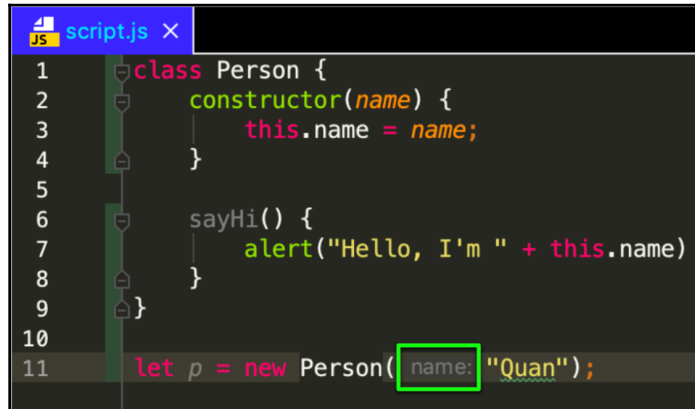 JS script.js ×
1 class Person {
2 constructor(name) {
3 this.name = name;
4 }
5
6 sayHi() {
7 alert("Hello, I'm " + this.name)
8 }
9 }
10
11 let p = new Person( name: "Quan");